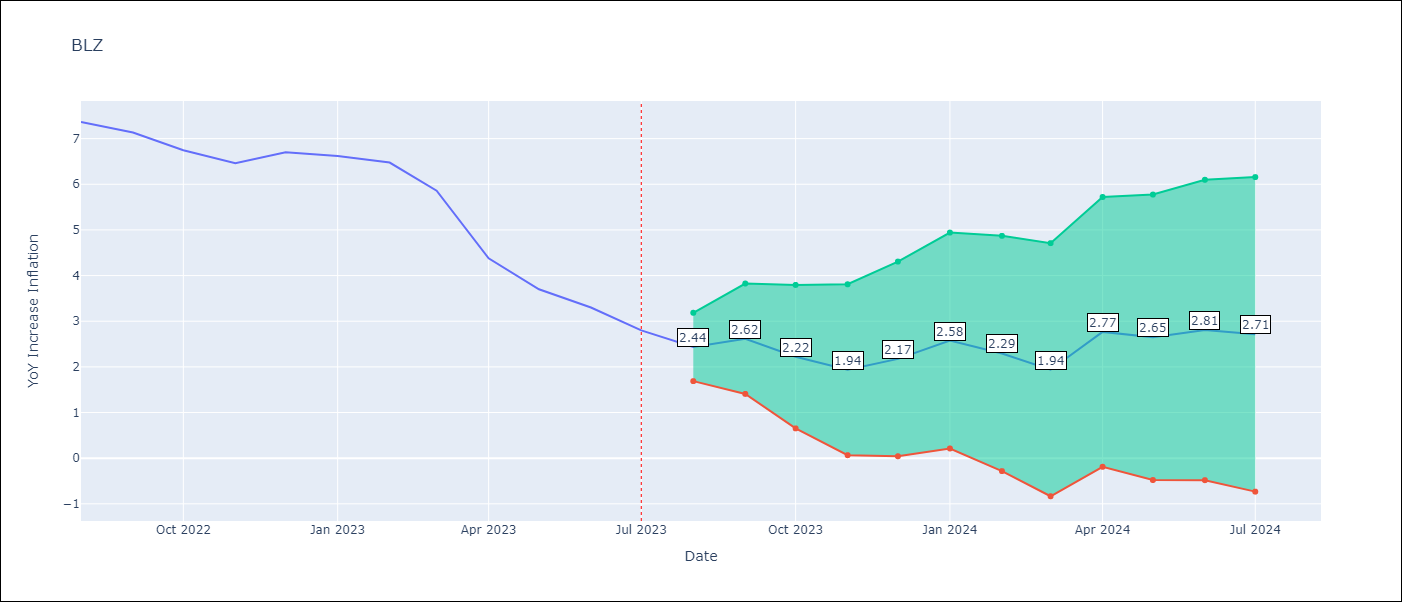 BLZ
YoY Increase Inflation
7
6
5
4
3
2
1
0
−1
2.44
2.62
2.22
1.94
2.17
2.58
2.29
1.94
2.77
2.65
2.81
2.71
Oct 2022
Jan 2023
Apr 2023
Jul 2023
Oct 2023
Jan 2024
Apr 2024
Jul 2024
Date